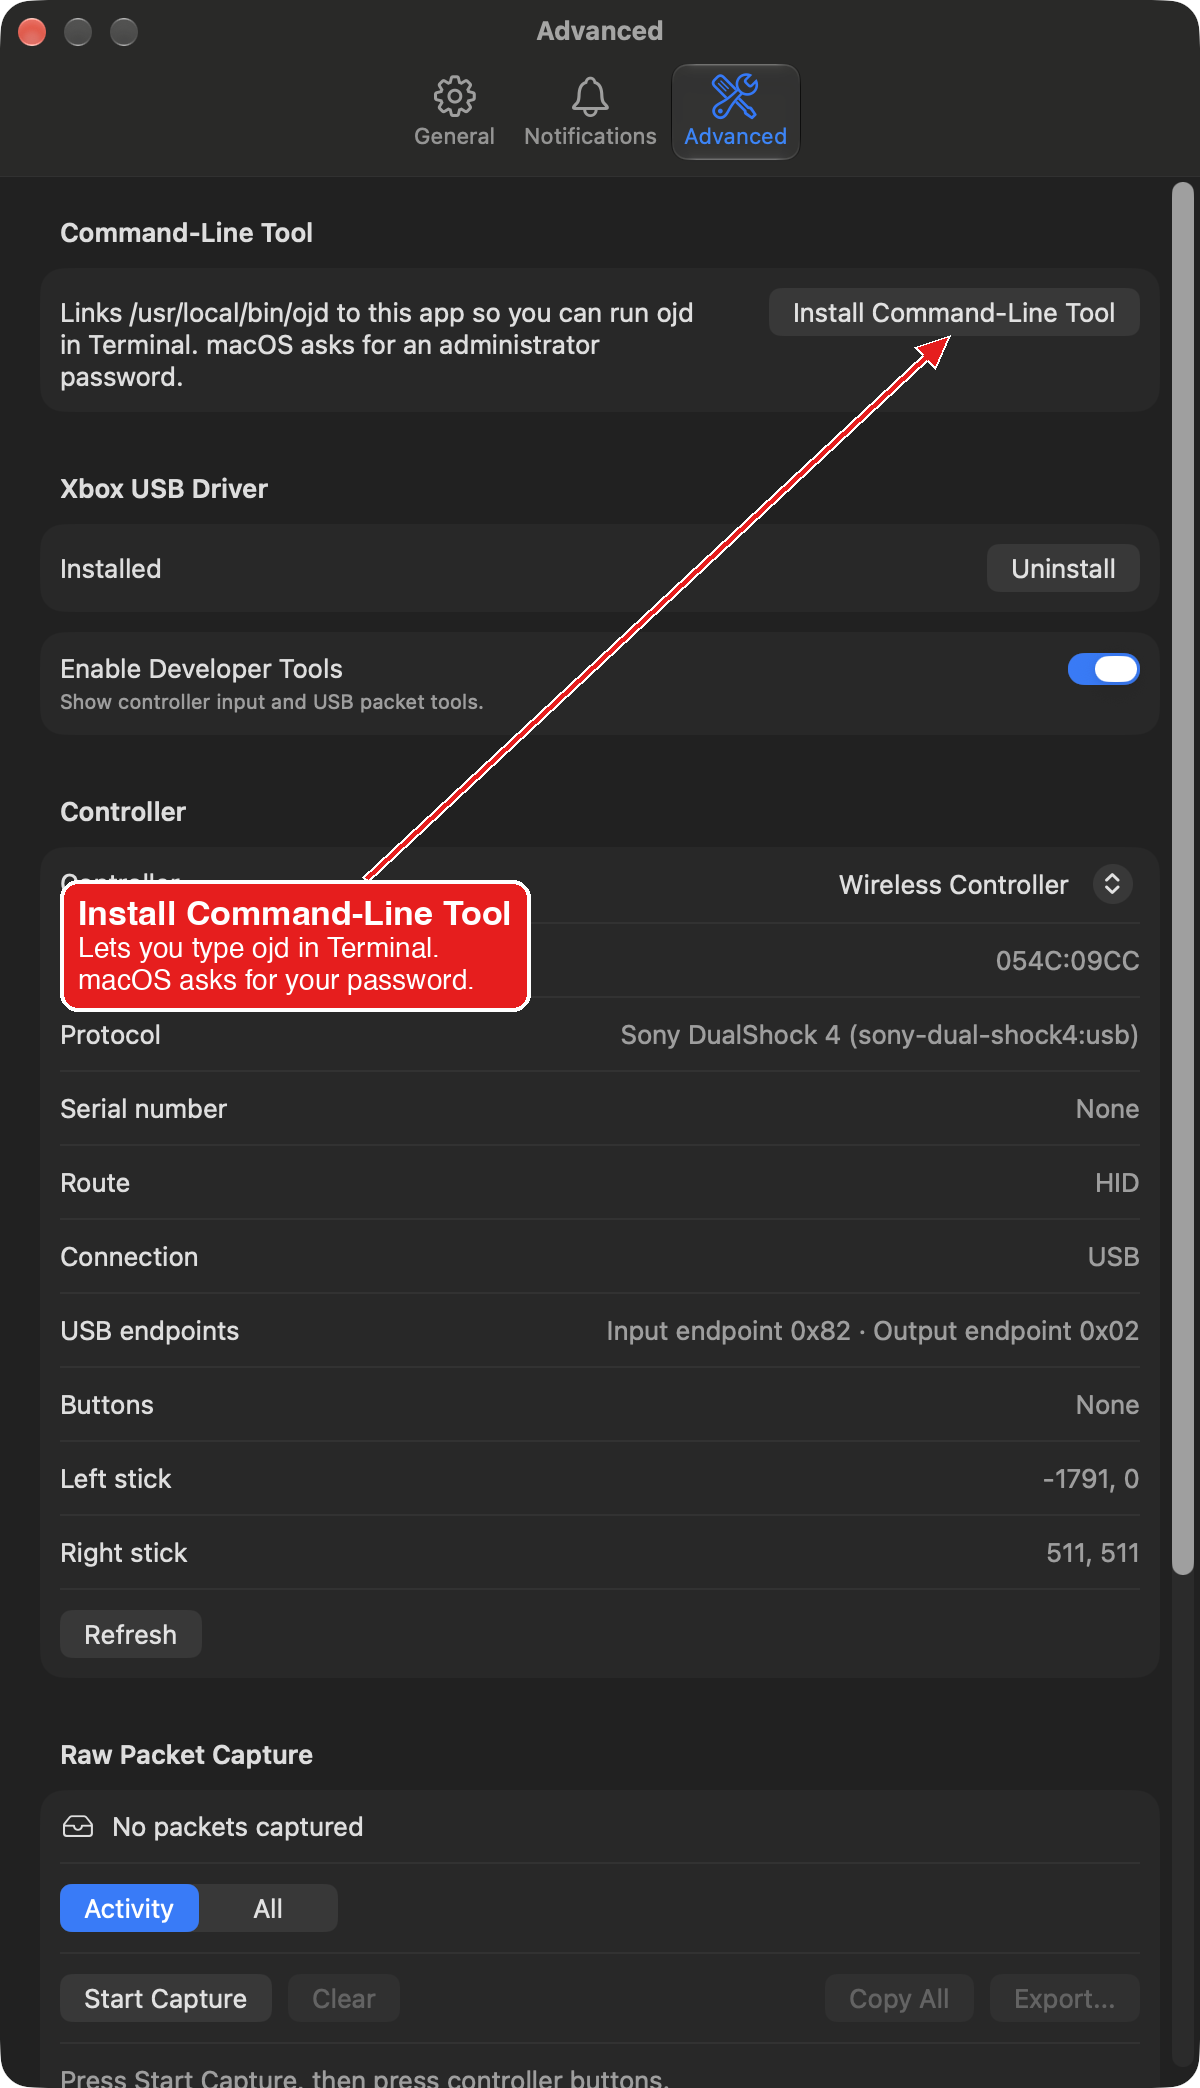 Advanced
General
Notifications
Advanced
Command-Line Tool
Links /usr/local/bin/ojd to this app so you can run ojd
in Terminal. macOS asks for an administrator
password.
Install Command-Line Tool
Xbox USB Driver
Installed
Uninstall
Enable Developer Tools
Show controller input and USB packet tools.
Controller
Controller
Wireless Controller
Install Command-Line Tool
Lets you type ojd in Terminal.
macOS asks for your password.
054C:09CC
Protocol
Sony DualShock 4 (sony-dual-shock4:usb)
Serial number
None
Route
HID
Connection
USB
USB endpoints
Input endpoint 0x82 · Output endpoint 0x02
Buttons
None
Left stick
-1791, 0
Right stick
511, 511
Refresh
Raw Packet Capture
No packets captured
Activity
All
Start Capture
Clear
Copy All
Export...
Press Start Capture, then press controller buttons.